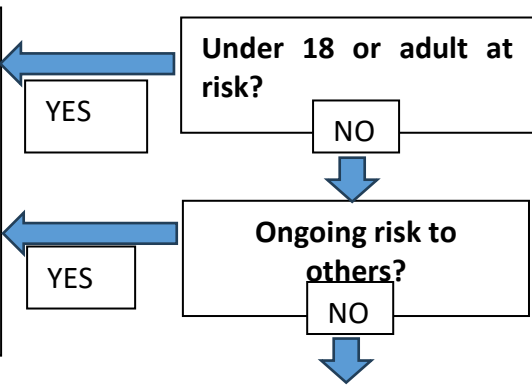 Under 18 or adult at
risk?
YES
NO
Ongoing risk to
others?
YES
NO